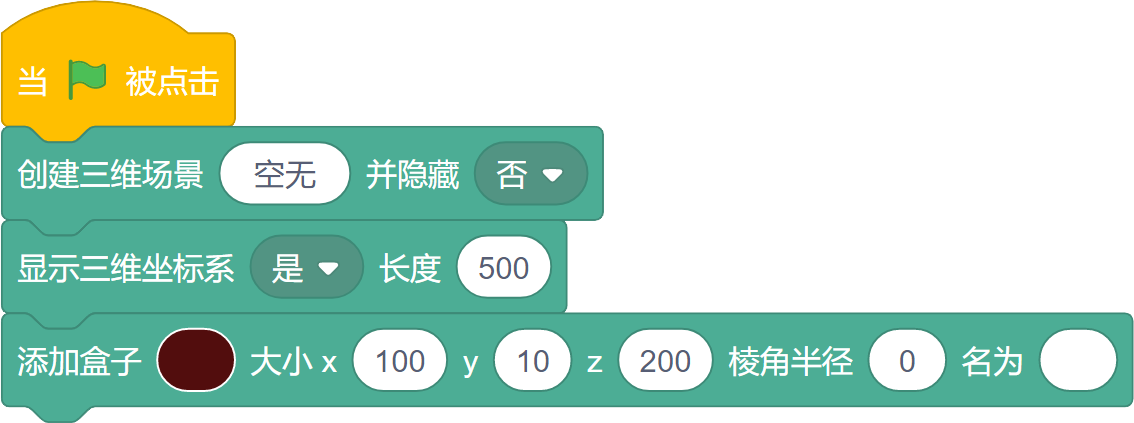 当 被点击
创建三维场景 空无 并隐藏 否
显示三维坐标系 是 长度 500
添加盒子 大小 x 100 y 10 z 200 棱角半径 0 名为